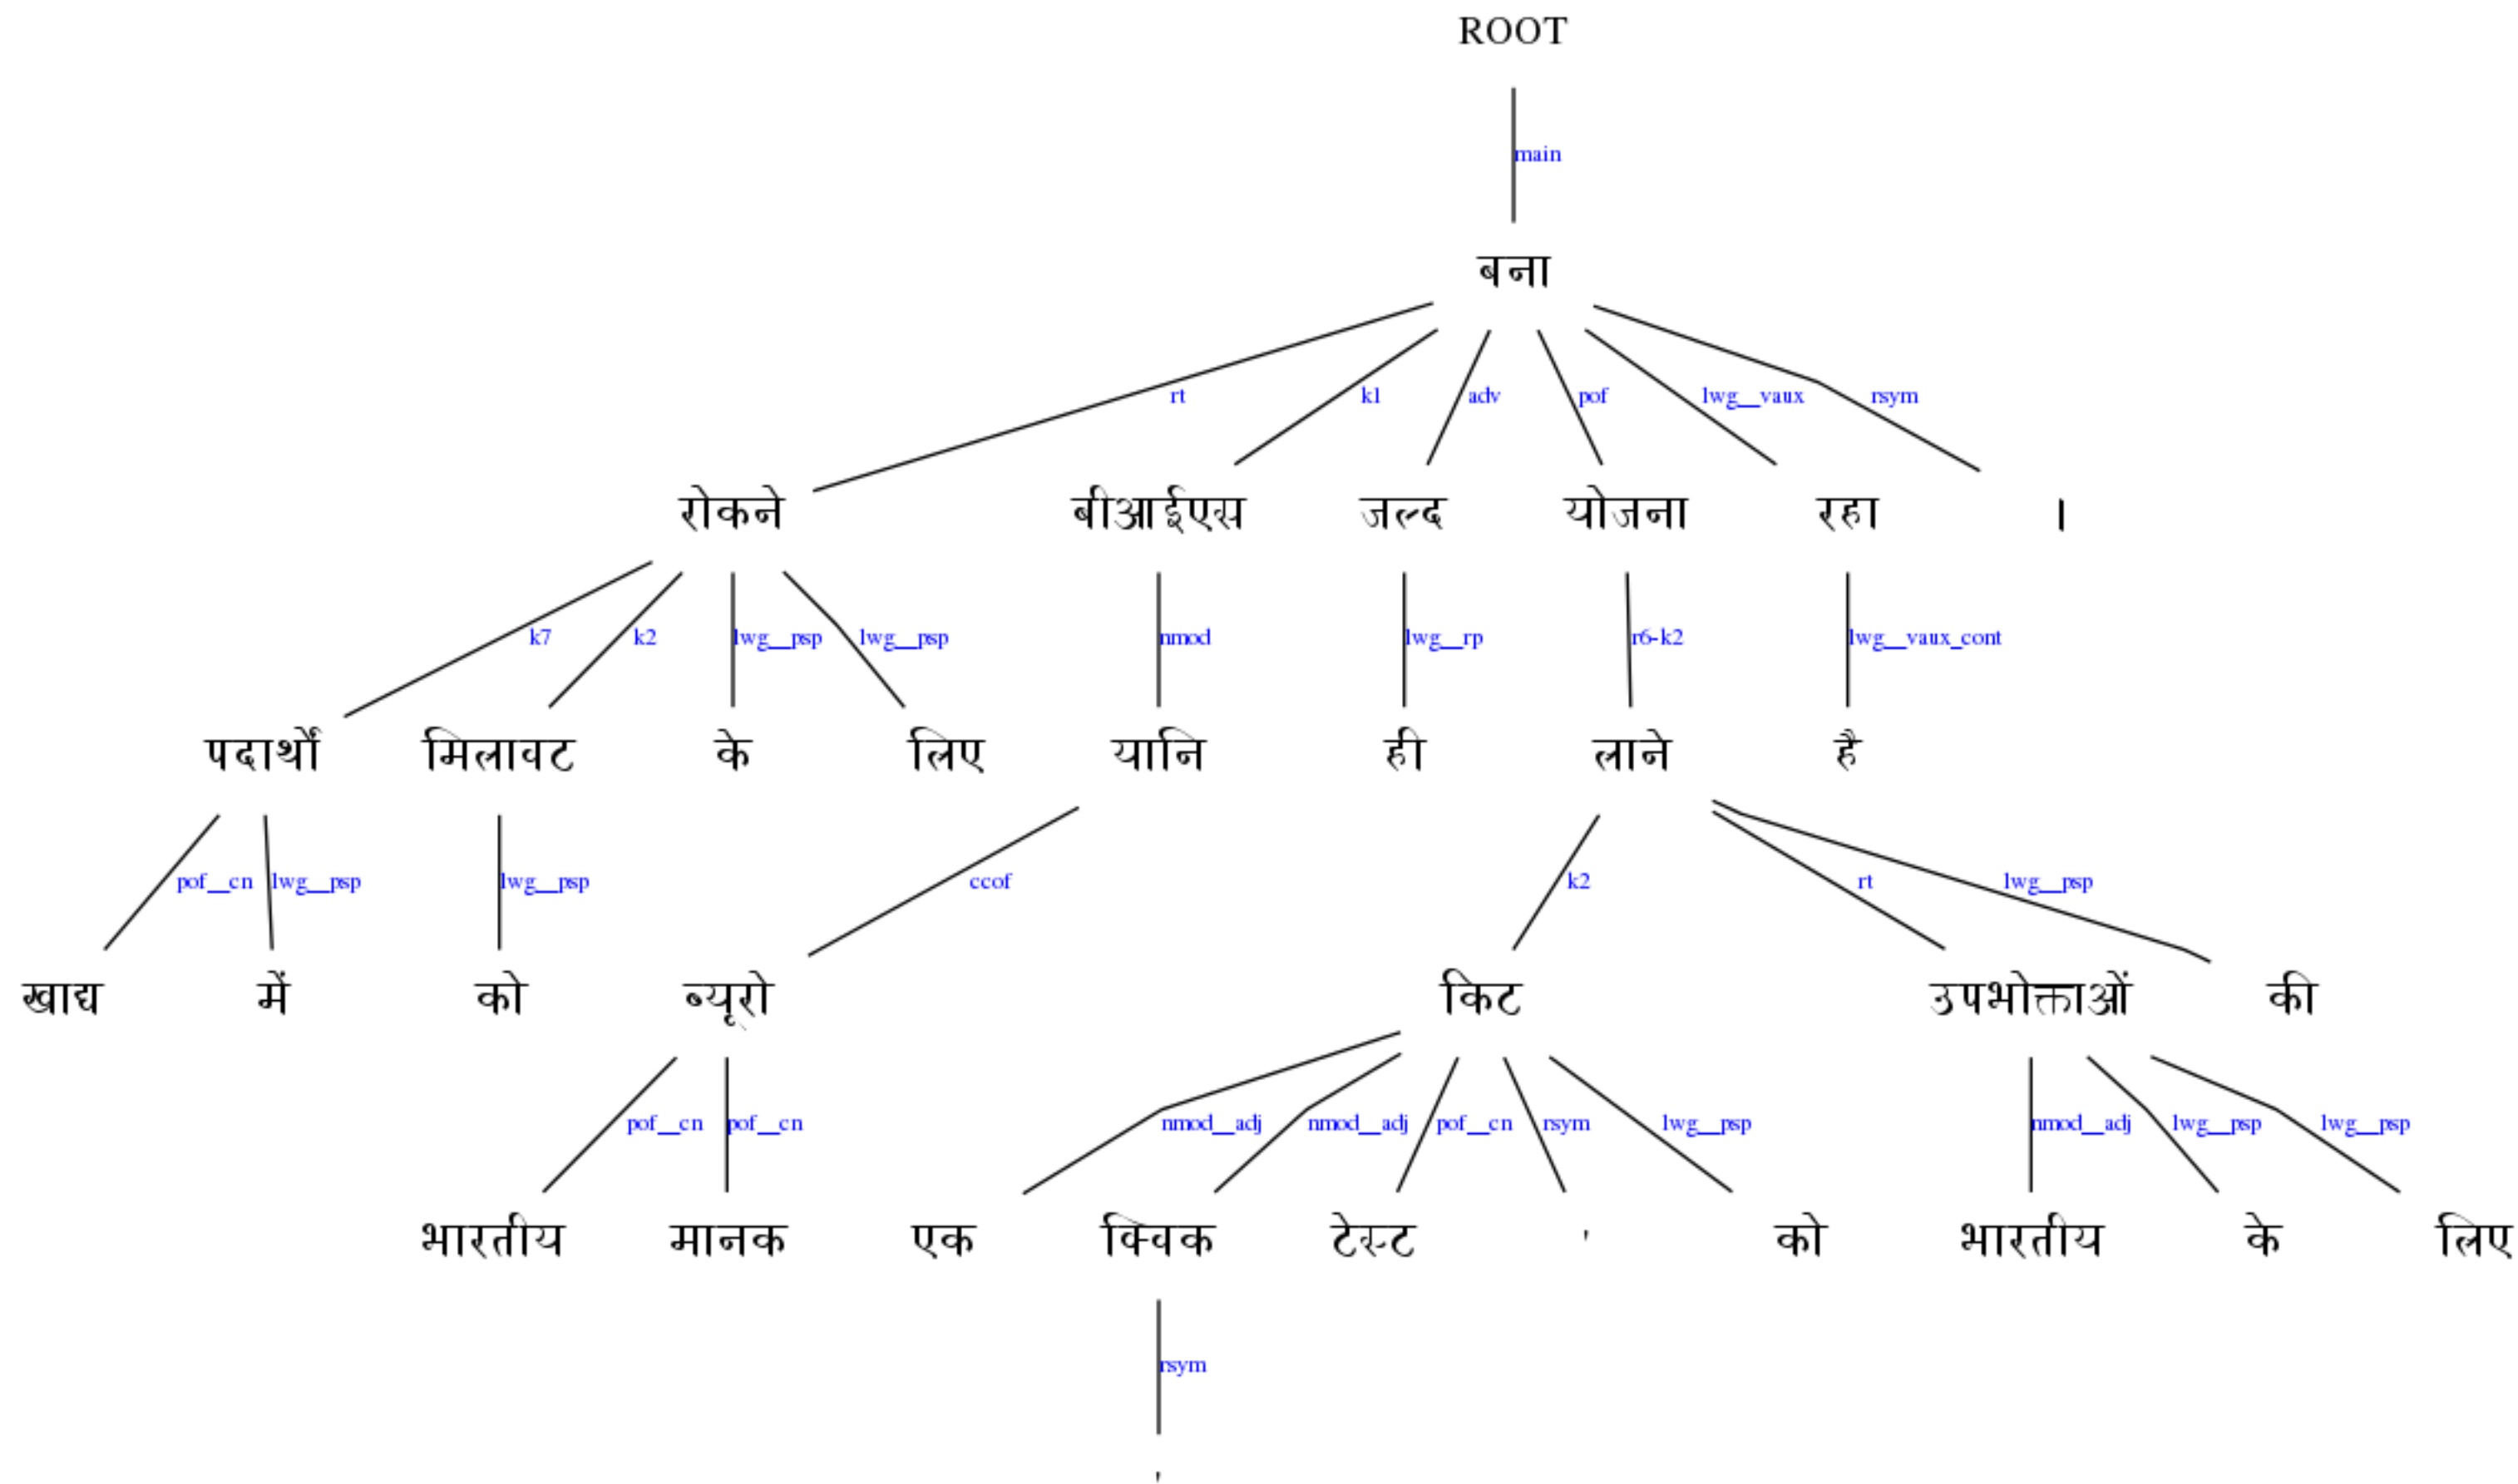 ROOT
main
बना
rt k1 adv pof lwg__vaux rsym
रोकने बीआईएस जल्द योजना रहा ।
k7 k2 lwg__psp lwg__psp nmod lwg__rp r6-k2 lwg__vaux_cont
पदार्थों मिलावट के लिए यानि ही लाने है
pof__cn lwg__psp lwg__psp ccof k2 rt lwg__psp
खाद्य में को ब्यूरो किट उपभोक्ताओं की
pof__cn pof__cn nmod__adj nmod__adj pof__cn rsym lwg__psp nmod__adj lwg__psp lwg__psp
भारतीय मानक एक क्विक टेस्ट ' को भारतीय के लिए
rsym
'